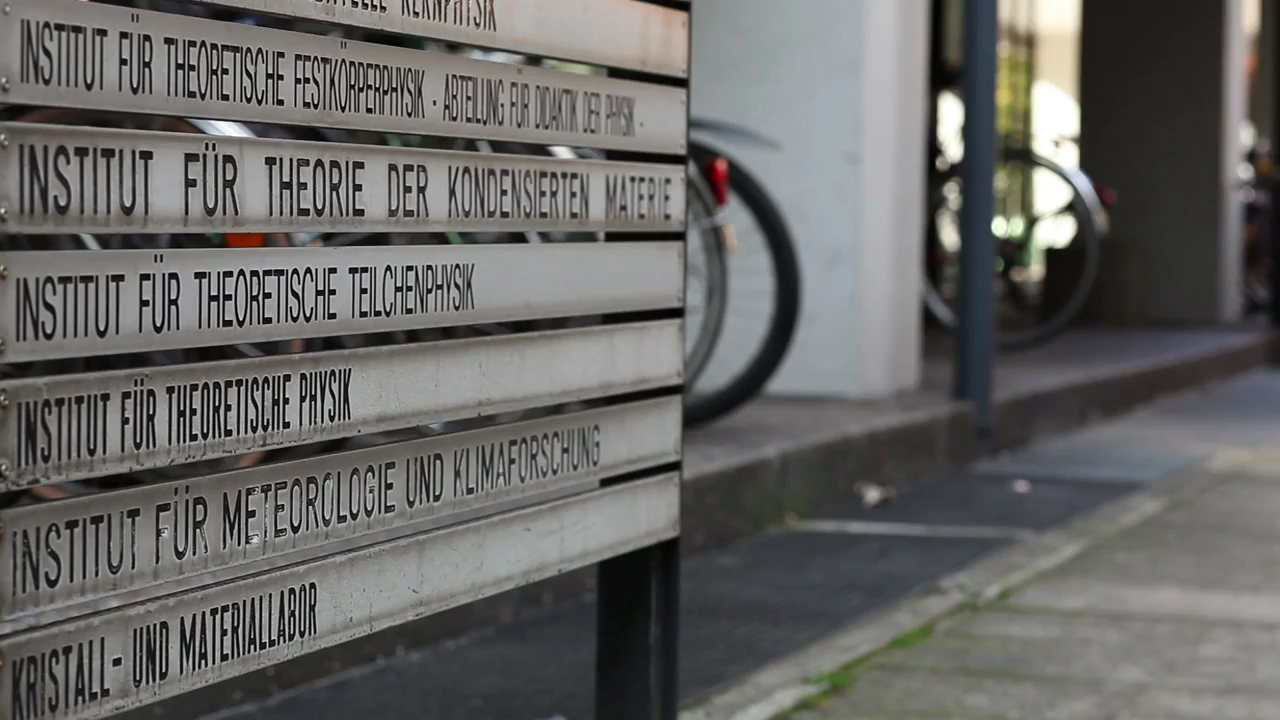 KERNPHYSIK
INSTITUT FÜR THEORETISCHE FESTKÖRPERPHYSIK - ABTEILUNG FÜR DIDAKTIK DER PHYSIK -
INSTITUT FÜR THEORIE DER KONDENSIERTEN MATERIE
INSTITUT FÜR THEORETISCHE TEILCHENPHYSIK
INSTITUT FÜR THEORETISCHE PHYSIK
INSTITUT FÜR METEOROLOGIE UND KLIMAFORSCHUNG
KRISTALL- UND MATERIALLABOR